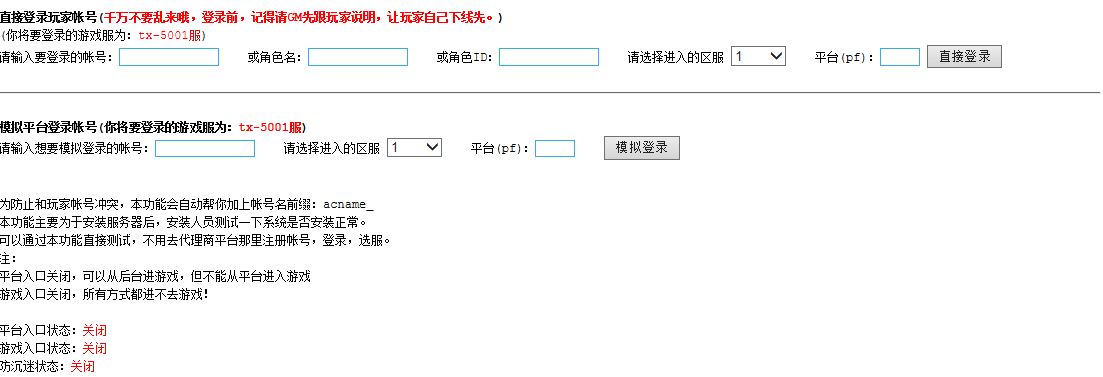 直接登录玩家帐号(千万不要乱来哦，登录前，记得请GM先跟玩家说明，让玩家自己下线先。)
(你将要登录的游戏服为：tx-5001服)
请输入要登录的帐号： 或角色名： 或角色ID： 请选择进入的区服 1 平台(pf)： 直接登录
模拟平台登录帐号(你将要登录的游戏服为：tx-5001服)
请输入想要模拟登录的帐号： 请选择进入的区服 1 平台(pf)： 模拟登录
为防止和玩家帐号冲突，本功能会自动帮你加上帐号名前缀：acname_
本功能主要为于安装服务器后，安装人员测试一下系统是否安装正常。
可以通过本功能直接测试，不用去代理商平台那里注册帐号，登录，选服。
注：
平台入口关闭，可以从后台进游戏，但不能从平台进入游戏
游戏入口关闭，所有方式都进不去游戏！
平台入口状态：关闭
游戏入口状态：关闭
防沉迷状态：关闭